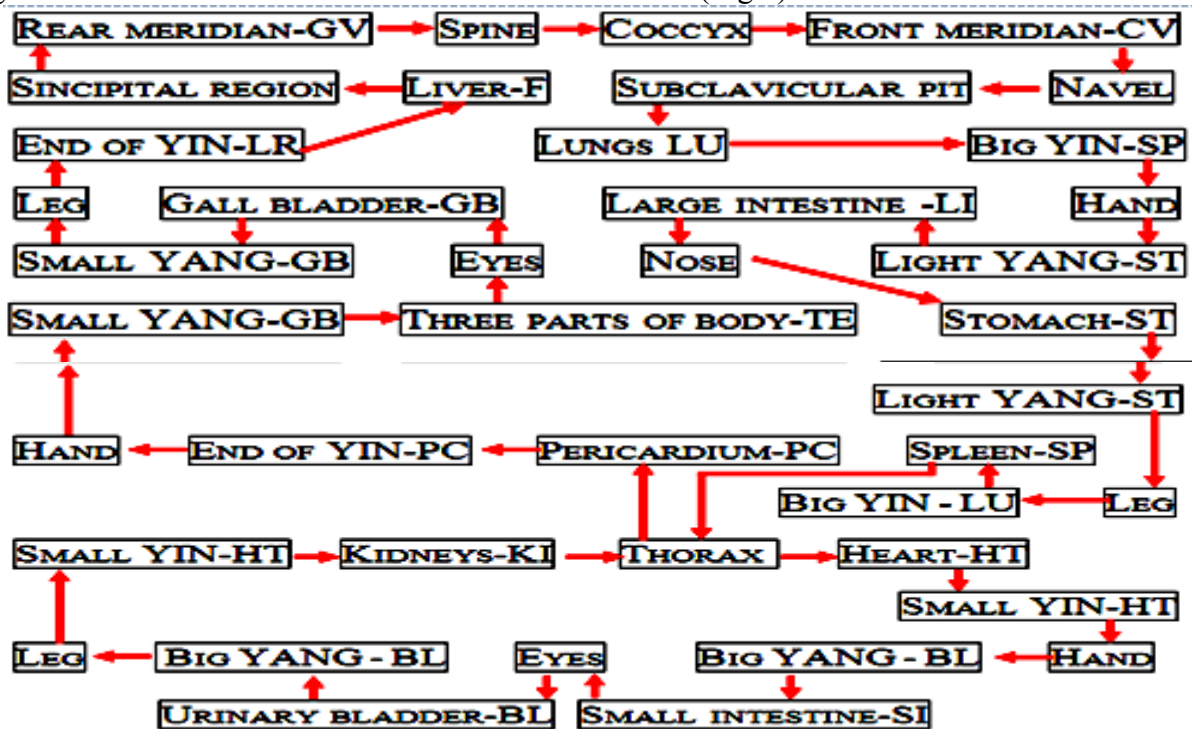 REAR MERIDIAN-GV SPINE COCCYX FRONT MERIDIAN-CV
SINCIPITAL REGION LIVER-F SUBCLAVICULAR PIT NAVEL
END OF YIN-LR LUNGS LU BIG YIN-SP
LEG GALL BLADDER-GB LARGE INTESTINE -LI HAND
SMALL YANG-GB EYES NOSE LIGHT YANG-ST
SMALL YANG-GB THREE PARTS OF BODY-TE STOMACH-ST
LIGHT YANG-ST
HAND END OF YIN-PC PERICARDIUM-PC SPLEEN-SP
BIG YIN - LU LEG
SMALL YIN-HT KIDNEYS-KI THORAX HEART-HT
SMALL YIN-HT
LEG BIG YANG - BL EYES BIG YANG - BL HAND
URINARY BLADDER-BL SMALL INTESTINE-SI